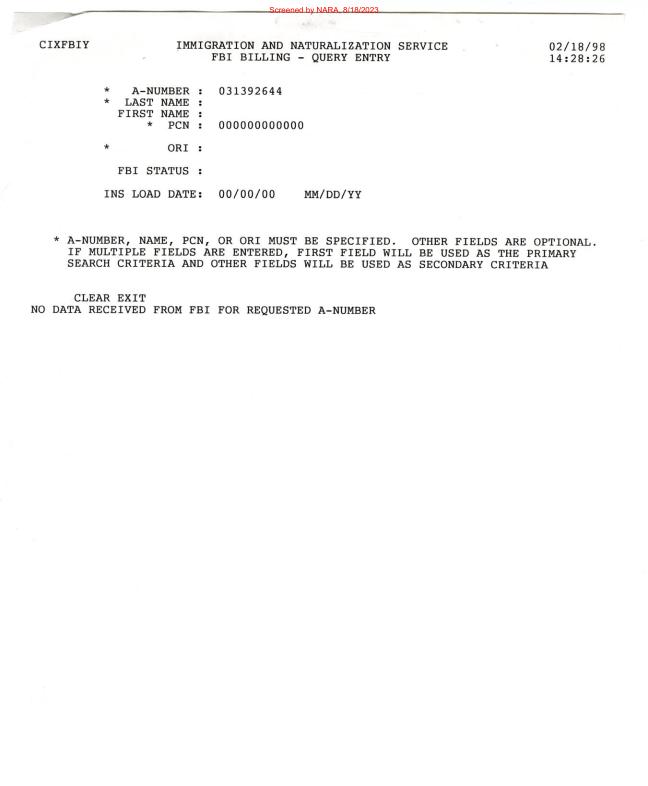 Screened by NARA, 8/18/2023
CIXFBIY IMMIGRATION AND NATURALIZATION SERVICE 02/18/98
FBI BILLING - QUERY ENTRY 14:28:26
* A-NUMBER : 031392644
* LAST NAME :
FIRST NAME :
* PCN : 000000000000
* ORI :
FBI STATUS :
INS LOAD DATE: 00/00/00 MM/DD/YY
* A-NUMBER, NAME, PCN, OR ORI MUST BE SPECIFIED. OTHER FIELDS ARE OPTIONAL.
IF MULTIPLE FIELDS ARE ENTERED, FIRST FIELD WILL BE USED AS THE PRIMARY
SEARCH CRITERIA AND OTHER FIELDS WILL BE USED AS SECONDARY CRITERIA
CLEAR EXIT
NO DATA RECEIVED FROM FBI FOR REQUESTED A-NUMBER